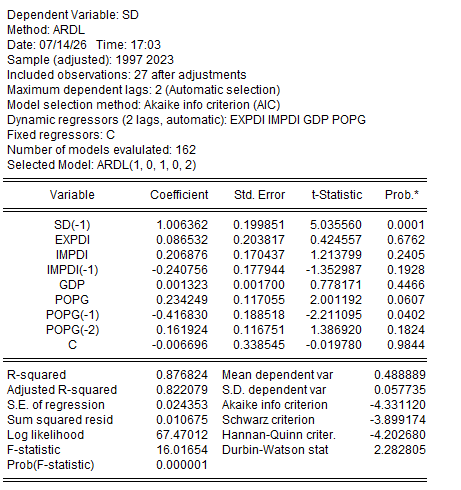 Dependent Variable: SD
Method: ARDL
Date: 07/14/26 Time: 17:03
Sample (adjusted): 1997 2023
Included observations: 27 after adjustments
Maximum dependent lags: 2 (Automatic selection)
Model selection method: Akaike info criterion (AIC)
Dynamic regressors (2 lags, automatic): EXPDI IMPDI GDP POPG
Fixed regressors: C
Number of models evalulated: 162
Selected Model: ARDL(1, 0, 1, 0, 2)
Variable Coefficient Std. Error t-Statistic Prob.*
SD(-1) 1.006362 0.199851 5.035560 0.0001
EXPDI 0.086532 0.203817 0.424557 0.6762
IMPDI 0.206876 0.170437 1.213799 0.2405
IMPDI(-1) -0.240756 0.177944 -1.352987 0.1928
GDP 0.001323 0.001700 0.778171 0.4466
POPG 0.234249 0.117055 2.001192 0.0607
POPG(-1) -0.416830 0.188518 -2.211095 0.0402
POPG(-2) 0.161924 0.116751 1.386920 0.1824
C -0.006696 0.338545 -0.019780 0.9844
R-squared 0.876824 Mean dependent var 0.488889
Adjusted R-squared 0.822079 S.D. dependent var 0.057735
S.E. of regression 0.024353 Akaike info criterion -4.331120
Sum squared resid 0.010675 Schwarz criterion -3.899174
Log likelihood 67.47012 Hannan-Quinn criter. -4.202680
F-statistic 16.01654 Durbin-Watson stat 2.282805
Prob(F-statistic) 0.000001